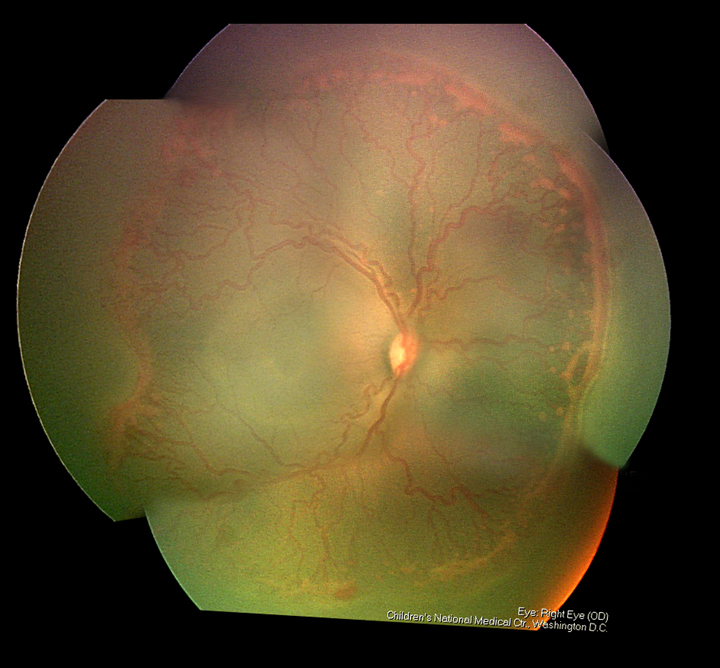 Eye: Right Eye (OD)
Children's National Medical Ctr., Washington D.C.